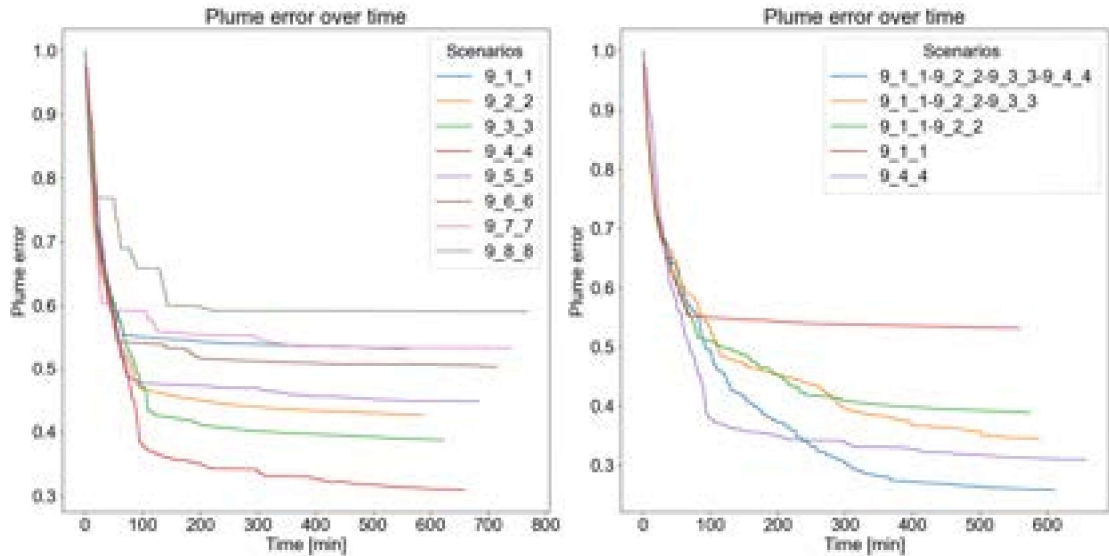 Plume error over time
Plume error
1.0
0.9
0.8
0.7
0.6
0.5
0.4
0.3
Scenarios
9_1_1
9_2_2
9_3_3
9_4_4
9_5_5
9_6_6
9_7_7
9_8_8
0 100 200 300 400 500 600 700 800
Time [min]
Plume error over time
Plume error
1.0
0.9
0.8
0.7
0.6
0.5
0.4
0.3
Scenarios
9_1_1-9_2_2-9_3_3-9_4_4
9_1_1-9_2_2-9_3_3
9_1_1-9_2_2
9_1_1
9_4_4
0 100 200 300 400 500 600
Time [min]